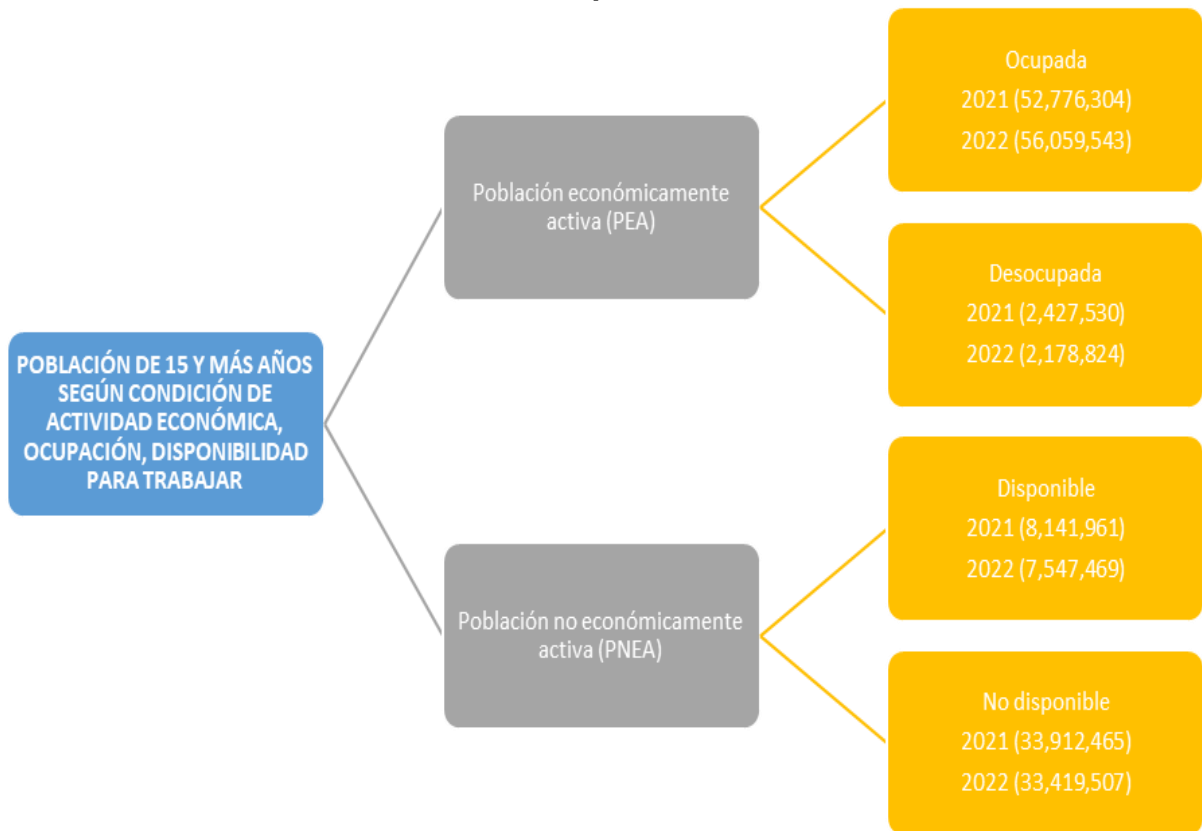 POBLACIÓN DE 15 Y MÁS AÑOS
SEGÚN CONDICIÓN DE
ACTIVIDAD ECONÓMICA,
OCUPACIÓN, DISPONIBILIDAD
PARA TRABAJAR
Población económicamente
activa (PEA)
Ocupada
2021 (52,776,304)
2022 (56,059,543)
Desocupada
2021 (2,427,530)
2022 (2,178,824)
Población no económicamente
activa (PNEA)
Disponible
2021 (8,141,961)
2022 (7,547,469)
No disponible
2021 (33,912,465)
2022 (33,419,507)